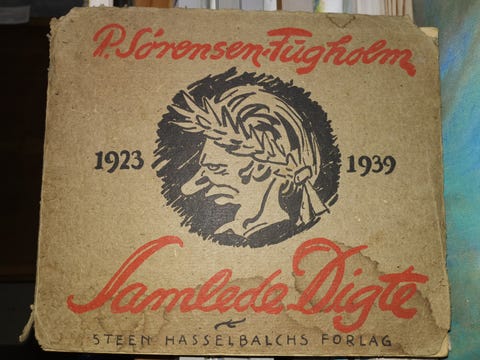 P. Sørensen-Fugholm
1923
1939
Samlede Digte
STEEN HASSELBALCHS FORLAG